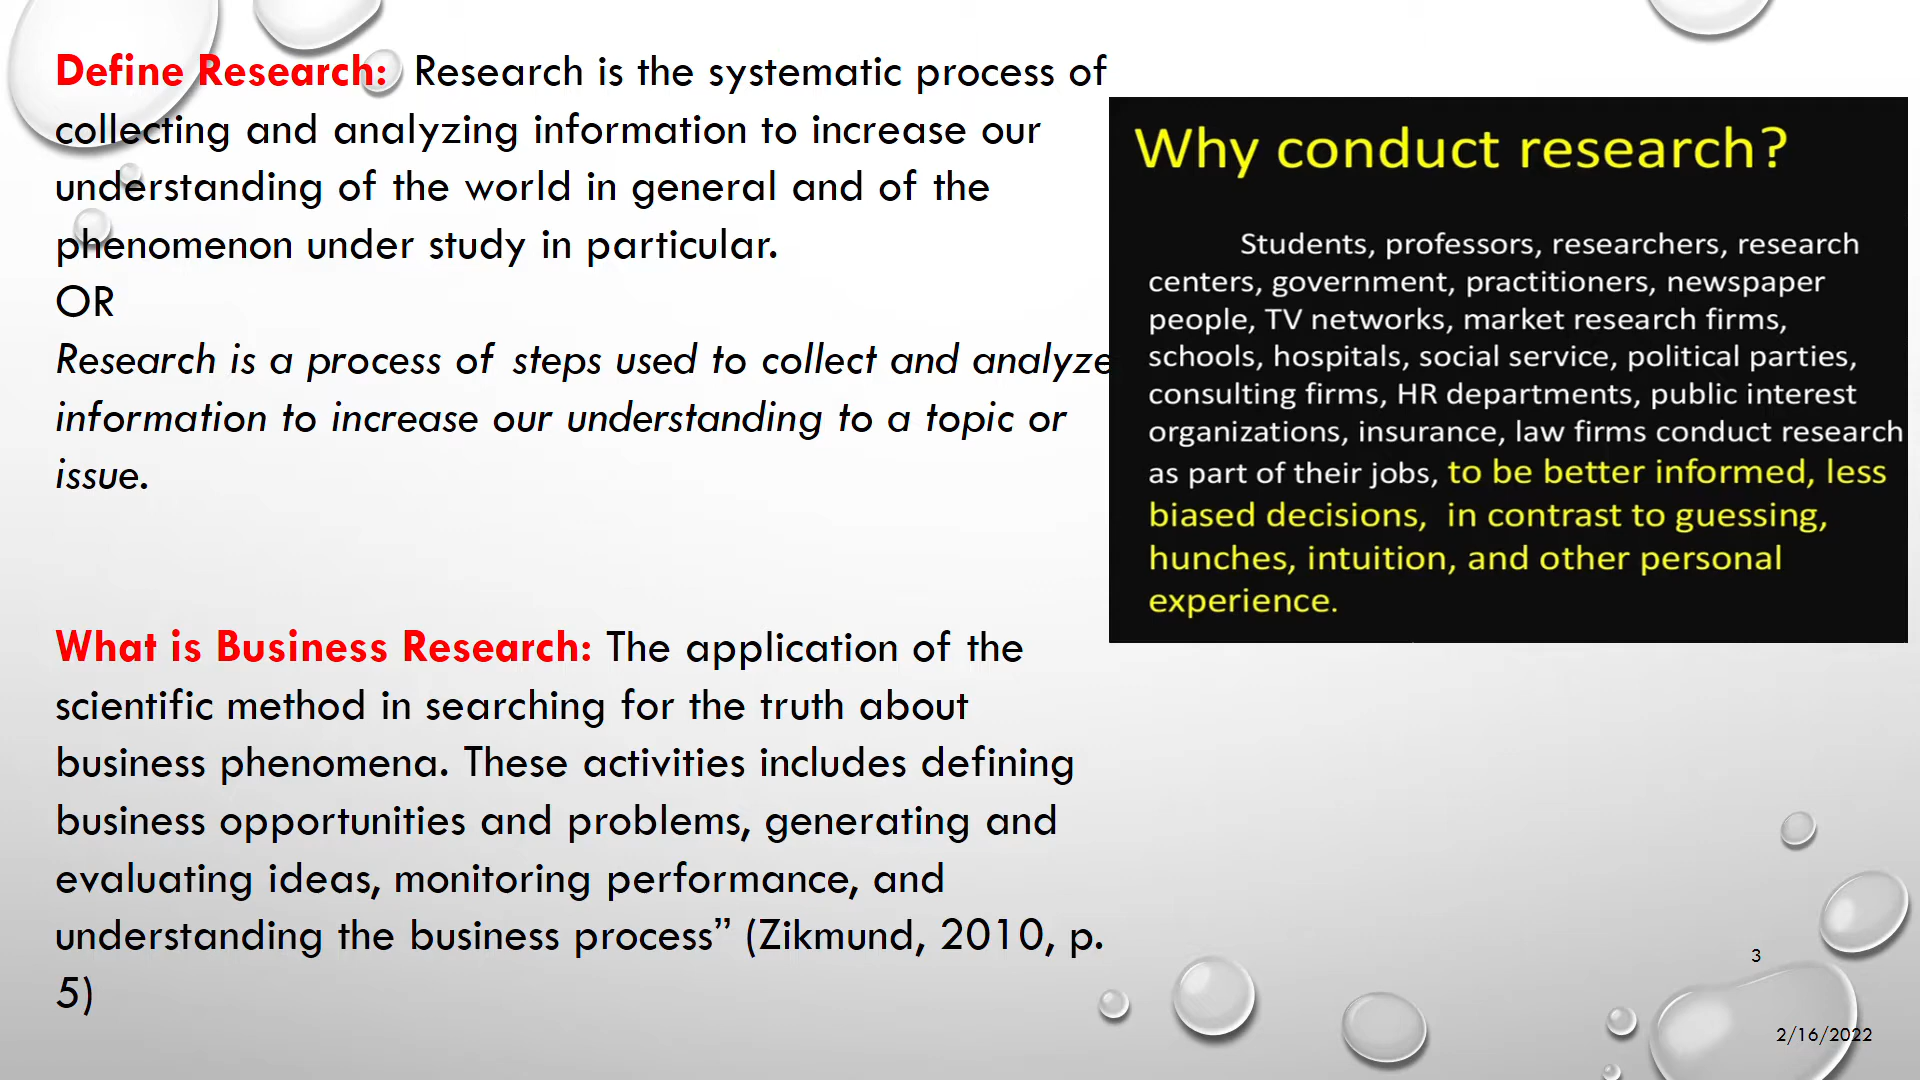 Define Research: Research is the systematic process of
collecting and analyzing information to increase our
understanding of the world in general and of the
phenomenon under study in particular.
OR
Research is a process of steps used to collect and analyze
information to increase our understanding to a topic or
issue.
What is Business Research: The application of the
scientific method in searching for the truth about
business phenomena. These activities includes defining
business opportunities and problems, generating and
evaluating ideas, monitoring performance, and
understanding the business process” (Zikmund, 2010, p.
5)
Why conduct research?
Students, professors, researchers, research
centers, government, practitioners, newspaper
people, TV networks, market research firms,
schools, hospitals, social service, political parties,
consulting firms, HR departments, public interest
organizations, insurance, law firms conduct research
as part of their jobs, to be better informed, less
biased decisions, in contrast to guessing,
hunches, intuition, and other personal
experience.
3
2/16/2022